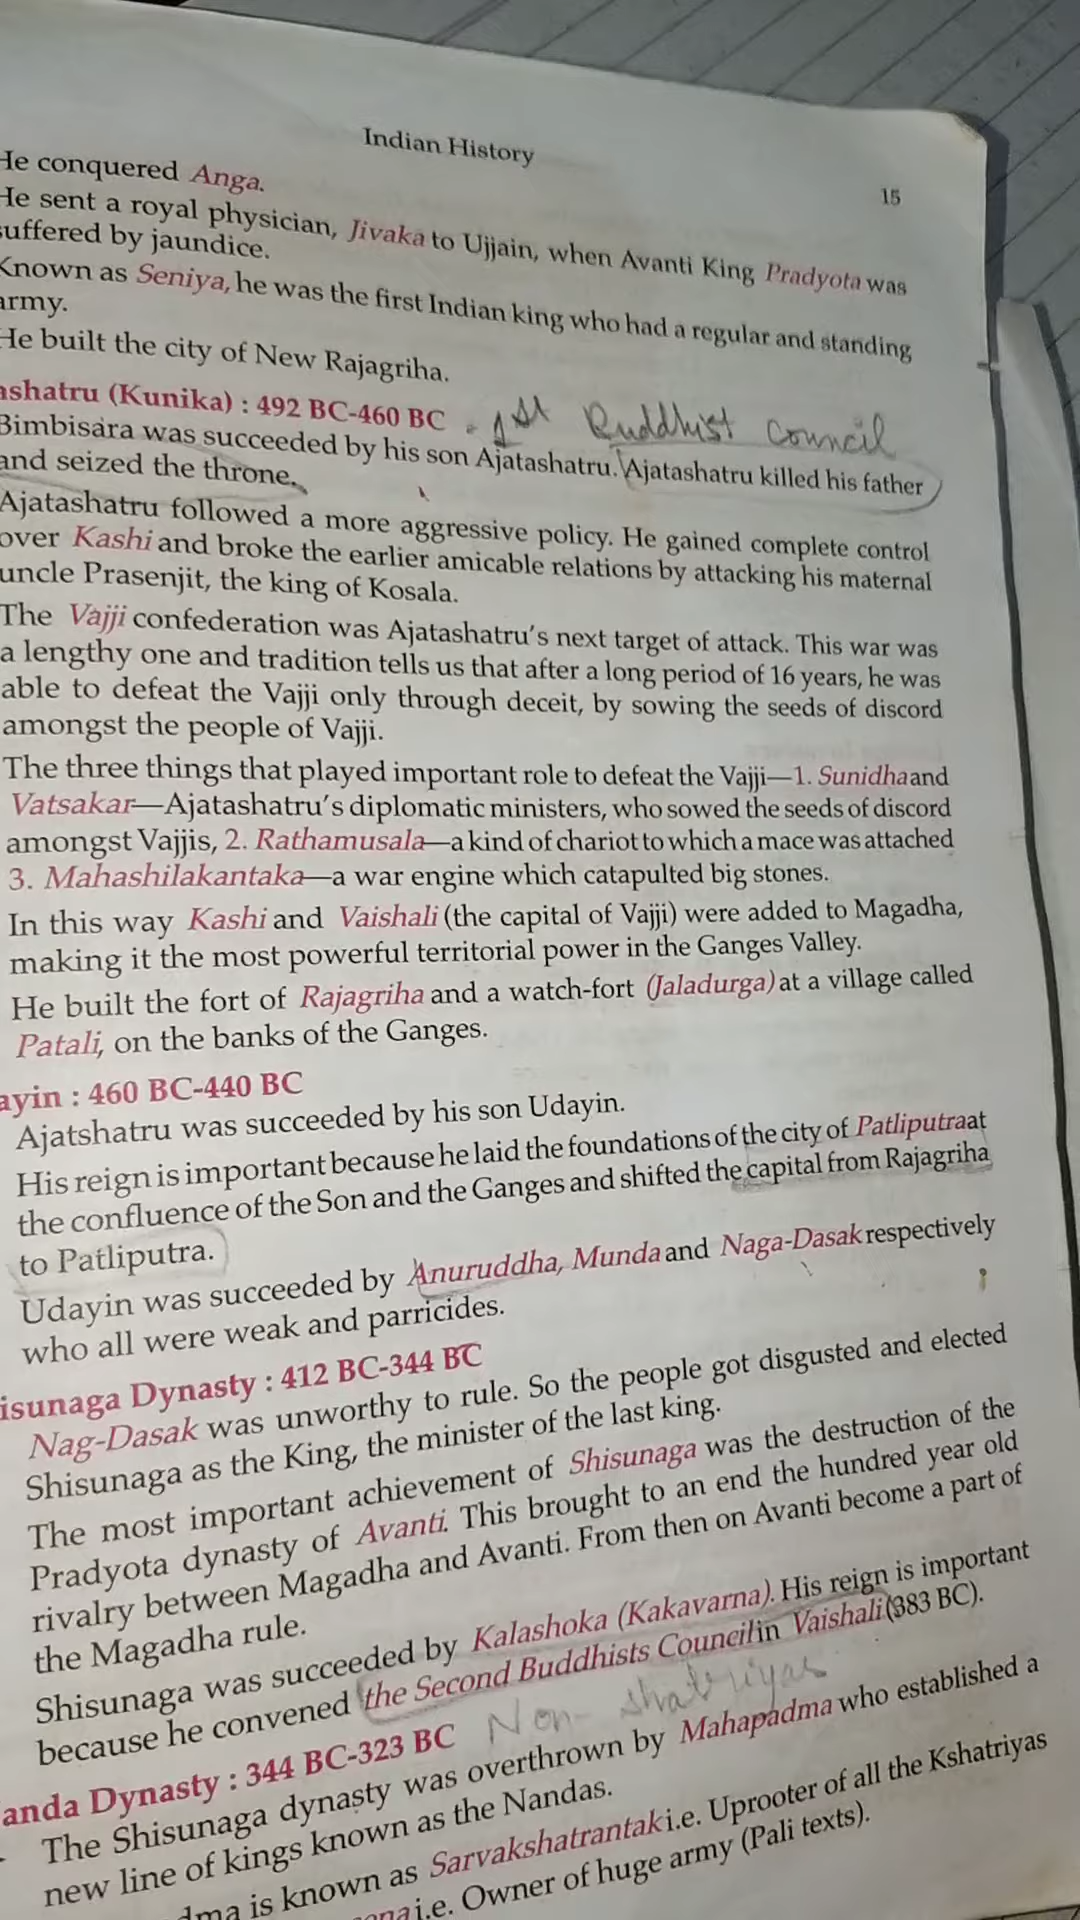 Indian History
15
He conquered Anga.
He sent a royal physician, Jivaka to Ujjain, when Avanti King Pradyota was
suffered by jaundice.
Known as Seniya, he was the first Indian king who had a regular and standing
army.
He built the city of New Rajagriha.
ashatru (Kunika) : 492 BC-460 BC - 1st Buddhist Council
Bimbisara was succeeded by his son Ajatashatru. Ajatashatru killed his father
and seized the throne.
Ajatashatru followed a more aggressive policy. He gained complete control
over Kashi and broke the earlier amicable relations by attacking his maternal
uncle Prasenjit, the king of Kosala.
The Vajji confederation was Ajatashatru's next target of attack. This war was
a lengthy one and tradition tells us that after a long period of 16 years, he was
able to defeat the Vajji only through deceit, by sowing the seeds of discord
amongst the people of Vajji.
The three things that played important role to defeat the Vajji—1. Sunidha and
Vatsakar—Ajatashatru's diplomatic ministers, who sowed the seeds of discord
amongst Vajjis, 2. Rathamusala—a kind of chariot to which a mace was attached
3. Mahashilakantaka—a war engine which catapulted big stones.
In this way Kashi and Vaishali (the capital of Vajji) were added to Magadha,
making it the most powerful territorial power in the Ganges Valley.
He built the fort of Rajagriha and a watch-fort (Jaladurga) at a village called
Patali, on the banks of the Ganges.
ayin : 460 BC-440 BC
Ajatshatru was succeeded by his son Udayin.
His reign is important because he laid the foundations of the city of Patliputra at
the confluence of the Son and the Ganges and shifted the capital from Rajagriha
to Patliputra.
Udayin was succeeded by Anuruddha, Munda and Naga-Dasak respectively
who all were weak and parricides.
isunaga Dynasty : 412 BC-344 BC
Nag-Dasak was unworthy to rule. So the people got disgusted and elected
Shisunaga as the King, the minister of the last king.
The most important achievement of Shisunaga was the destruction of the
Pradyota dynasty of Avanti. This brought to an end the hundred year old
rivalry between Magadha and Avanti. From then on Avanti become a part of
the Magadha rule.
Shisunaga was succeeded by Kalashoka (Kakavarna). His reign is important
because he convened the Second Buddhists Council in Vaishali (383 BC).
anda Dynasty : 344 BC-323 BC Non-shatriyas
The Shisunaga dynasty was overthrown by Mahapadma who established a
new line of kings known as the Nandas.
dma is known as Sarvakshatrantak i.e. Uprooter of all the Kshatriyas
i.e. Owner of huge army (Pali texts).